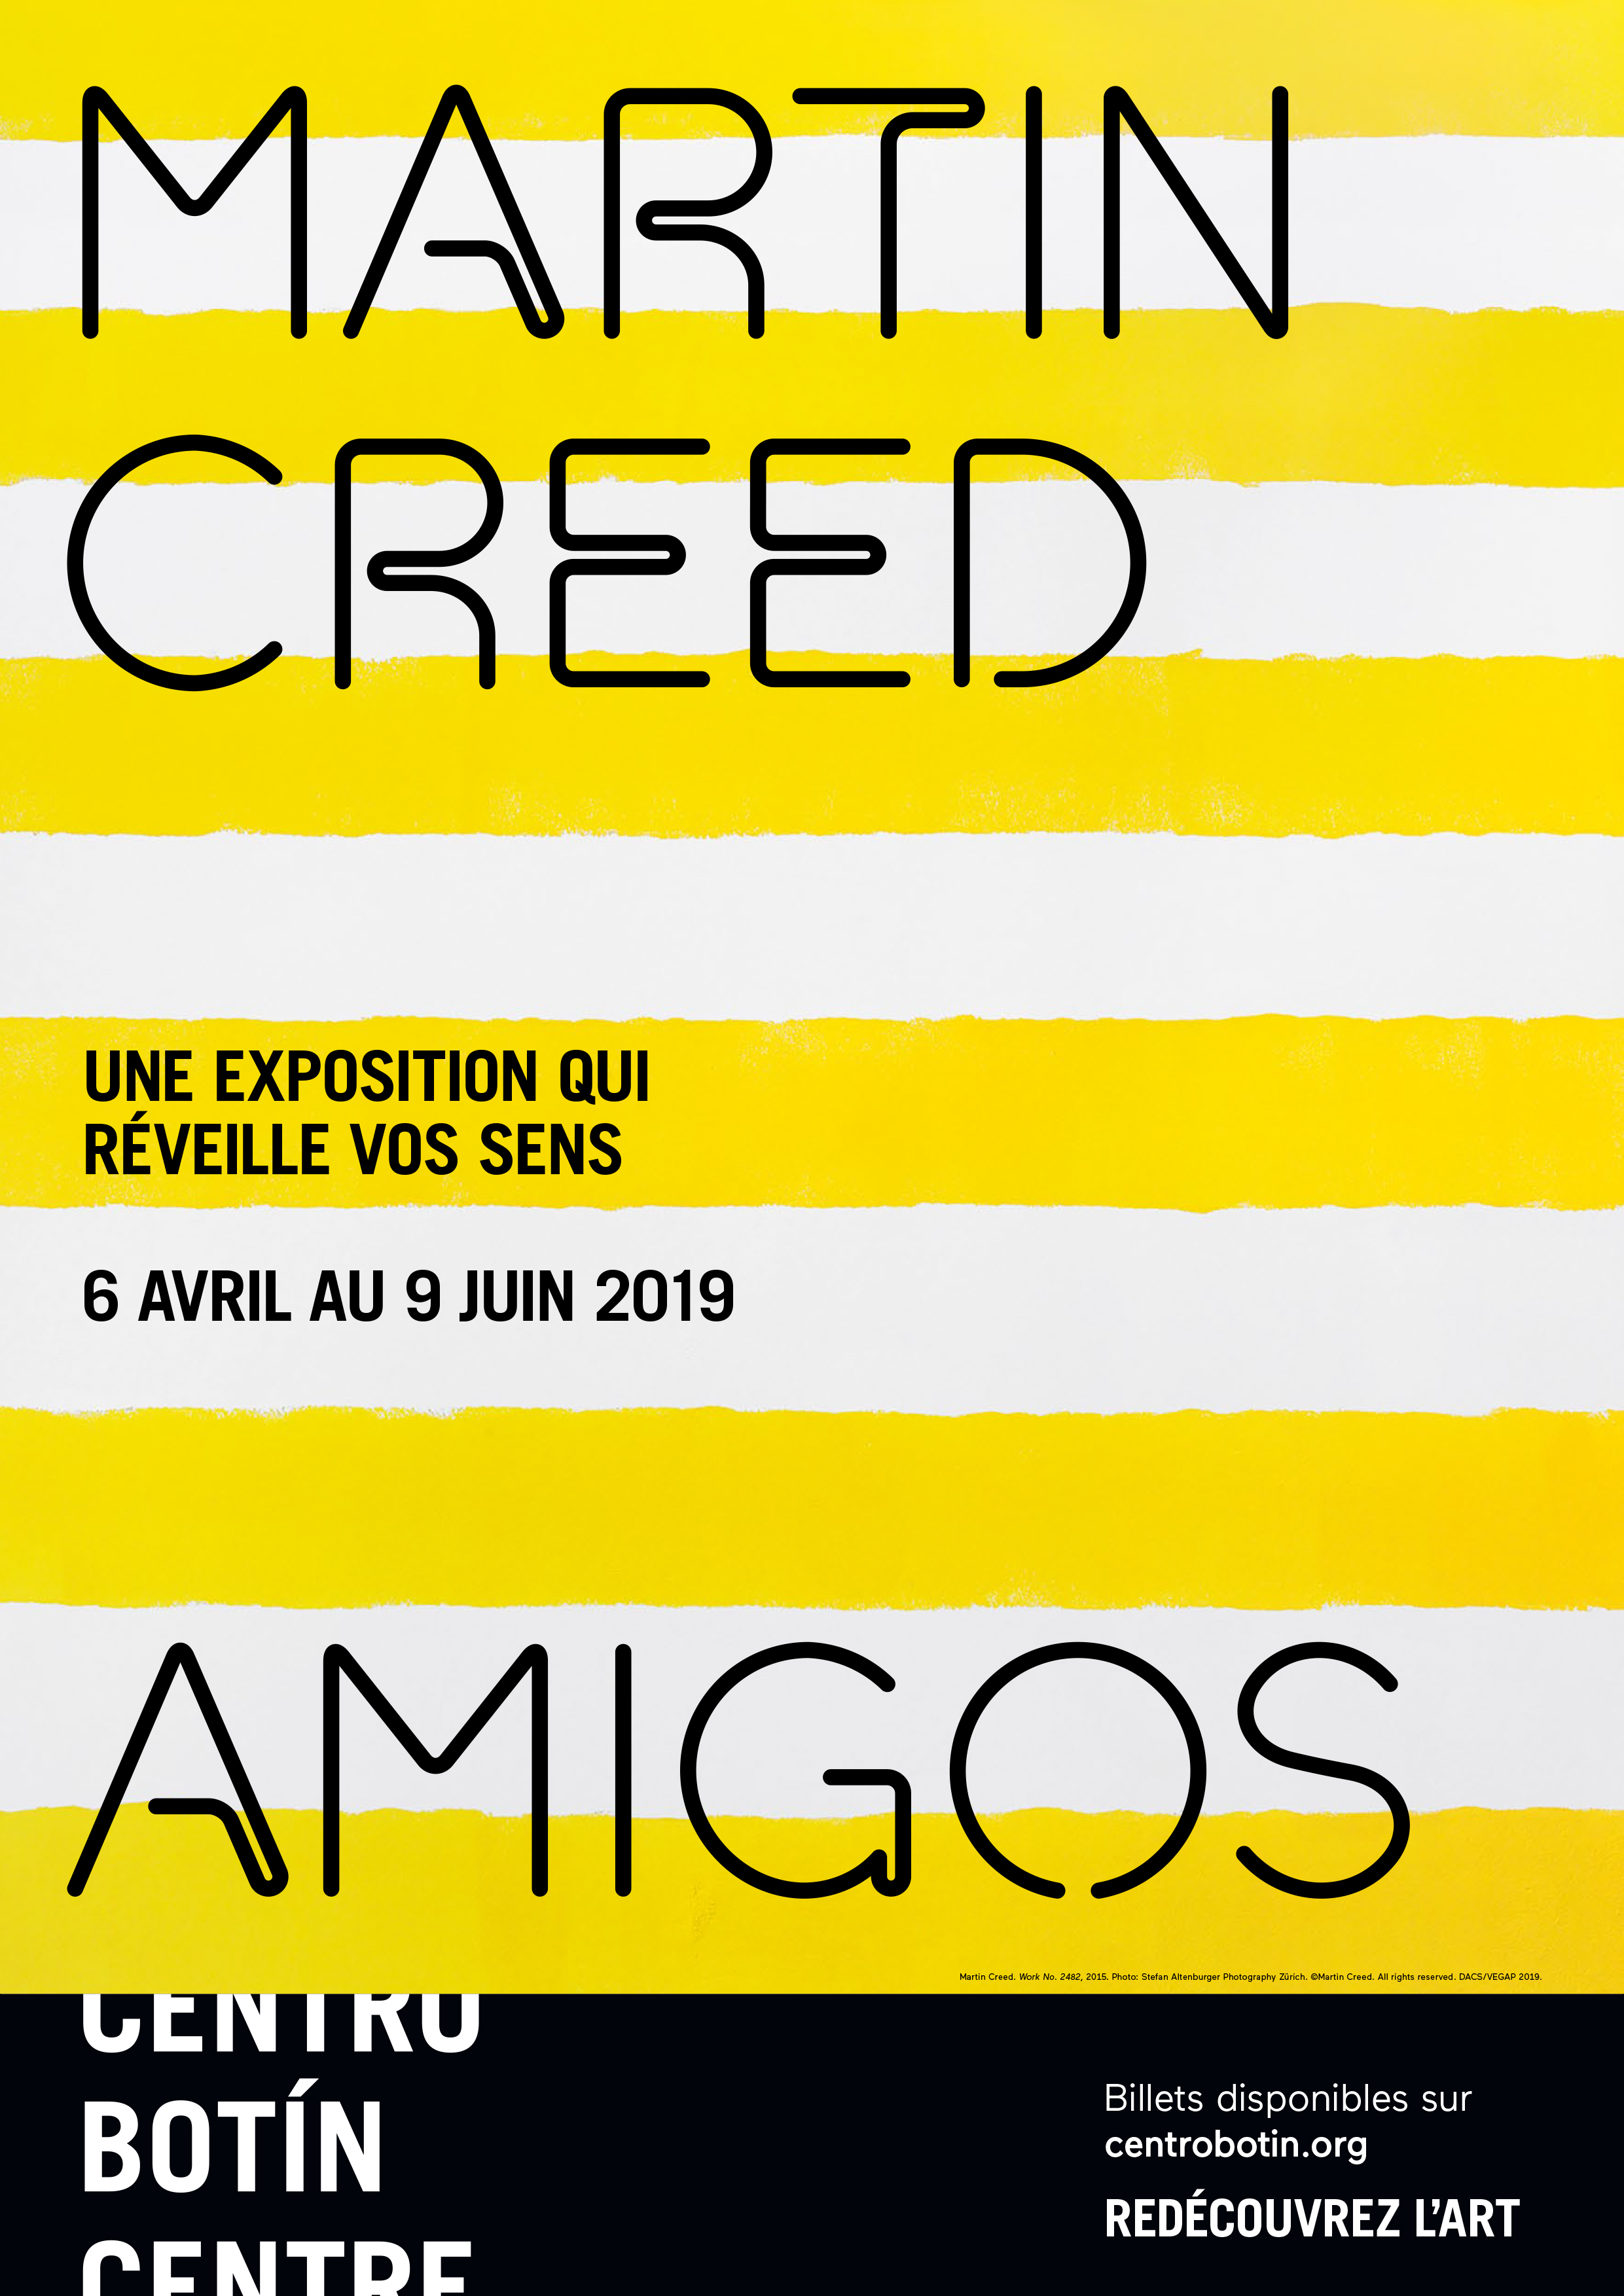 MARTIN
CREED
UNE EXPOSITION QUI
RÉVEILLE VOS SENS
6 AVRIL AU 9 JUIN 2019
AMIGOS
Martin Creed. Work No. 2482, 2015. Photo: Stefan Altenburger Photography Zürich. ©Martin Creed. All rights reserved. DACS/VEGAP 2019.
CENTRO
BOTÍN
CENTRE
Billets disponibles sur
centrobotin.org
REDÉCOUVREZ L’ART